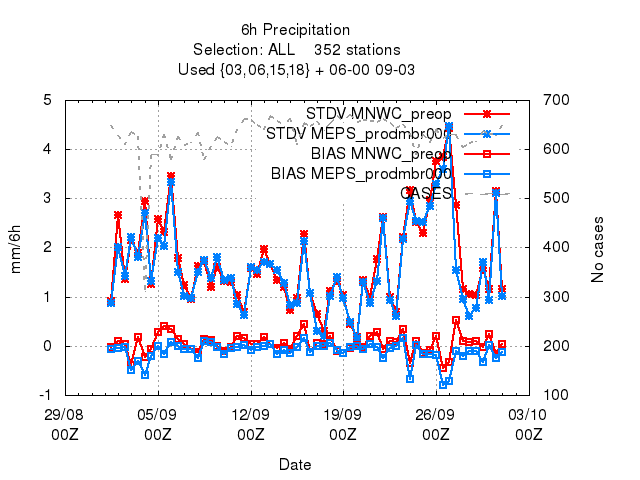 6h Precipitation
Selection: ALL 352 stations
Used {03,06,15,18} + 06-00 09-03
5 700
STDV MNWC_preop
STDV MEPS_prodmbr000
BIAS MNWC_preop
BIAS MEPS_prodmbr000
CASES
4 600
3 500
2 400
1 300
0 200
-1 100
mm/6h
No cases
29/08 05/09 12/09 19/09 26/09 03/10
00Z 00Z 00Z 00Z 00Z 00Z
Date